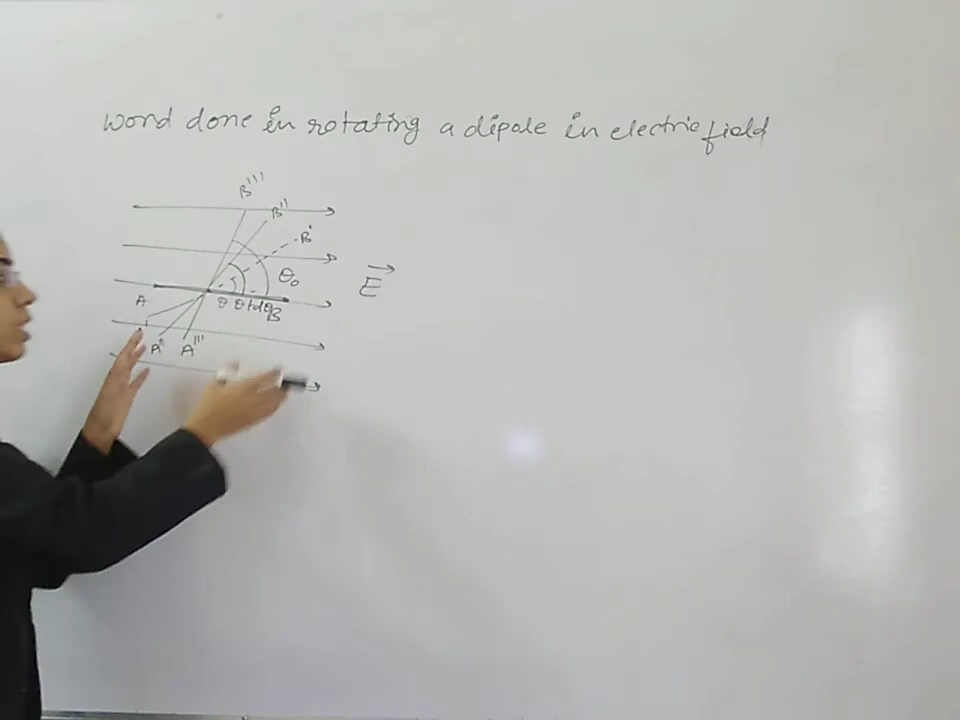 word done in rotating a dipole in electric field
B'''
B''
B'
θ₀
E
A
θ θ+dθ B
A'' A'''